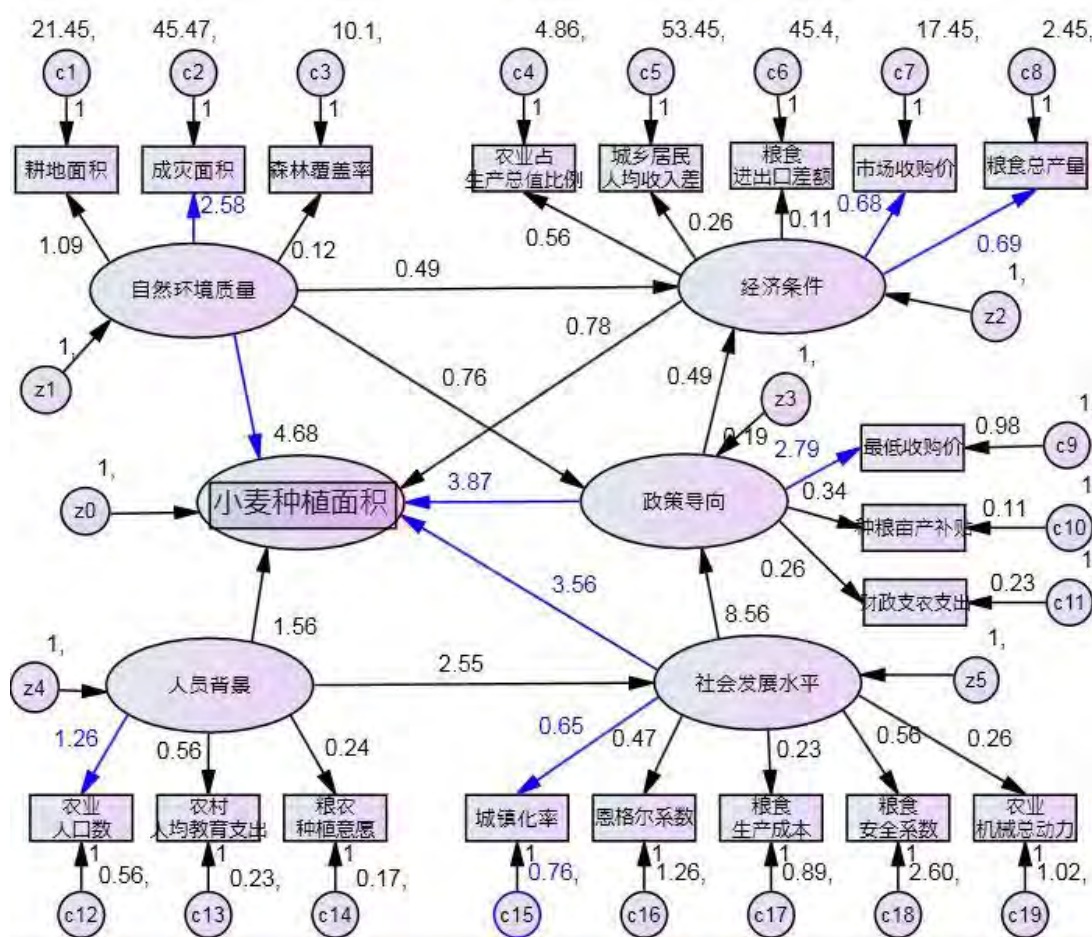 21.45,
45.47,
10.1,
4.86,
53.45
45.4,
17.45
2.45,
c1
c2
c3
c4
c5
c6
c7
c8
1
1
1
1
1
1
1
1
耕地面积
成灾面积
森林覆盖率
农业占
生产总值比例
城乡居民
人均收入差
粮食
进出口差额
市场收购价
粮食总产量
1.09
2.58
0.12
0.56
0.26
0.11
0.68
0.69
自然环境质量
0.49
经济条件
1,
z1
1,
z2
0.78
0.76
0.49
1,
z3
0.19
4.68
2.79
最低收购价
0.98
1
c9
1,
z0
小麦种植面积
3.87
政策导向
0.34
种粮亩产补贴
0.11
1
c10
0.26
财政支农支出
0.23
1
c11
3.56
8.56
1.56
1,
z4
人员背景
2.55
社会发展水平
1,
z5
1.26
0.56
0.24
0.65
0.47
0.23
0.56
0.26
农业
人口数
农村
人均教育支出
粮农
种植意愿
城镇化率
恩格尔系数
粮食
生产成本
粮食
安全系数
农业
机械总动力
1
1
1
1
1
1
1
1
0.56,
0.23,
0.17,
0.76,
1.26,
0.89,
2.60,
1.02,
c12
c13
c14
c15
c16
c17
c18
c19